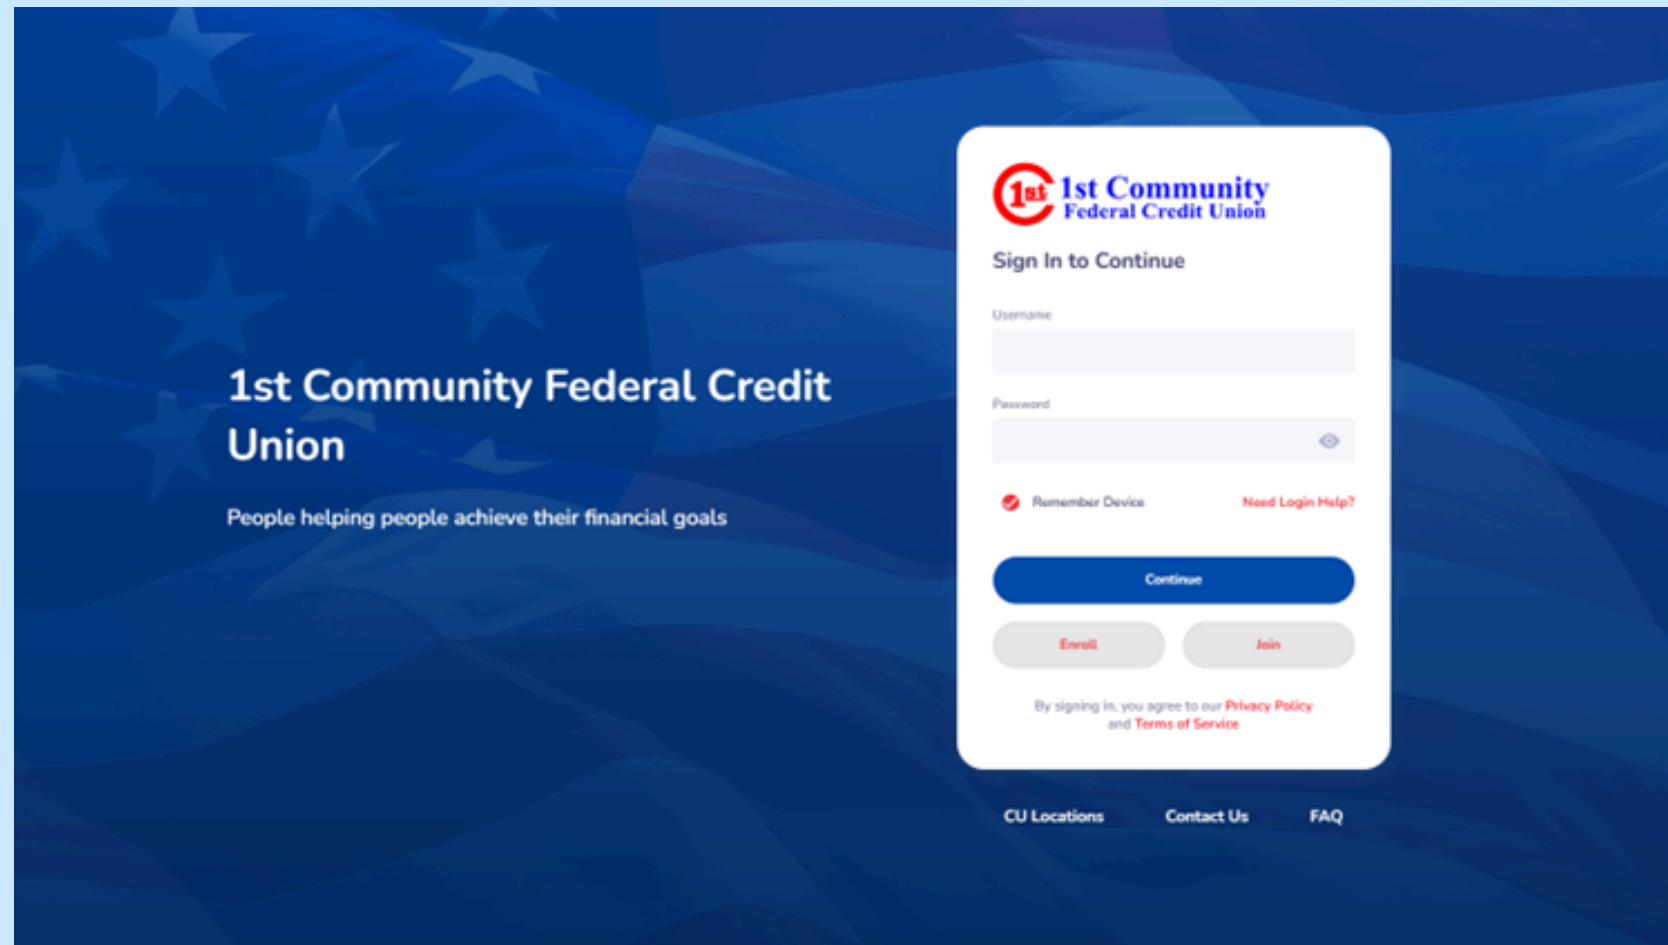 1st Community Federal Credit
Union
People helping people achieve their financial goals
1st
1st Community
Federal Credit Union
Sign In to Continue
Username
Password
Remember Device
Need Login Help?
Continue
Enroll
Join
By signing in, you agree to our Privacy Policy
and Terms of Service
CU Locations
Contact Us
FAQ